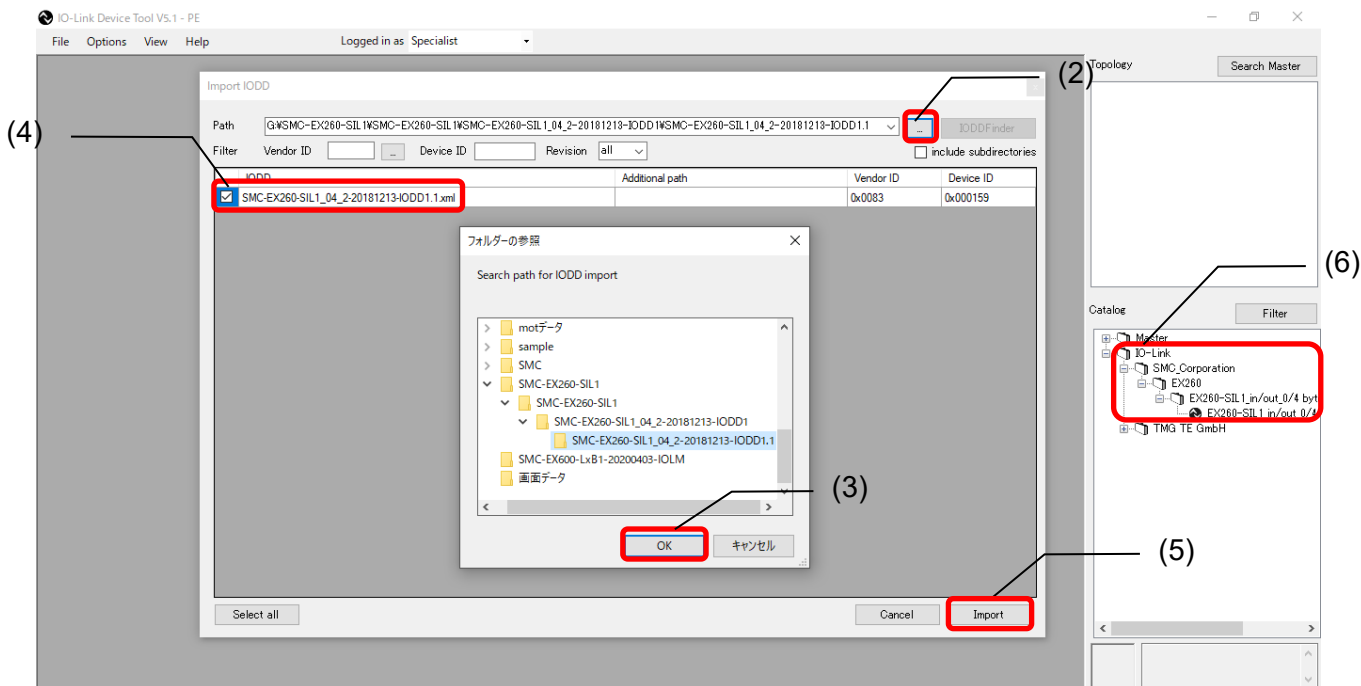 IO-Link Device Tool V5.1 - PE
File Options View Help Logged in as Specialist
Topology Search Master
(2)
Import IODD
Path G:¥SMC-EX260-SIL1¥SMC-EX260-SIL1¥SMC-EX260-SIL1_04_2-20181213-IODD1¥SMC-EX260-SIL1_04_2-20181213-IODD1.1 ... IODDFinder
(4)
Filter Vendor ID ... Device ID Revision all include subdirectories
IODD Additional path Vendor ID Device ID
SMC-EX260-SIL1_04_2-20181213-IODD1.1.xml 0x0083 0x000159
フォルダーの参照
Search path for IODD import
motデータ
sample
SMC
SMC-EX260-SIL1
SMC-EX260-SIL1
SMC-EX260-SIL1_04_2-20181213-IODD1
SMC-EX260-SIL1_04_2-20181213-IODD1.1
SMC-EX600-LxB1-20200403-IOLM
画面データ
(3)
OK キャンセル
(5)
Select all Cancel Import
(6)
Catalog Filter
Master
IO-Link
SMC_Corporation
EX260
EX260-SIL1_in/out_0/4 byt
EX260-SIL1 in/out 0/4
TMG TE GmbH